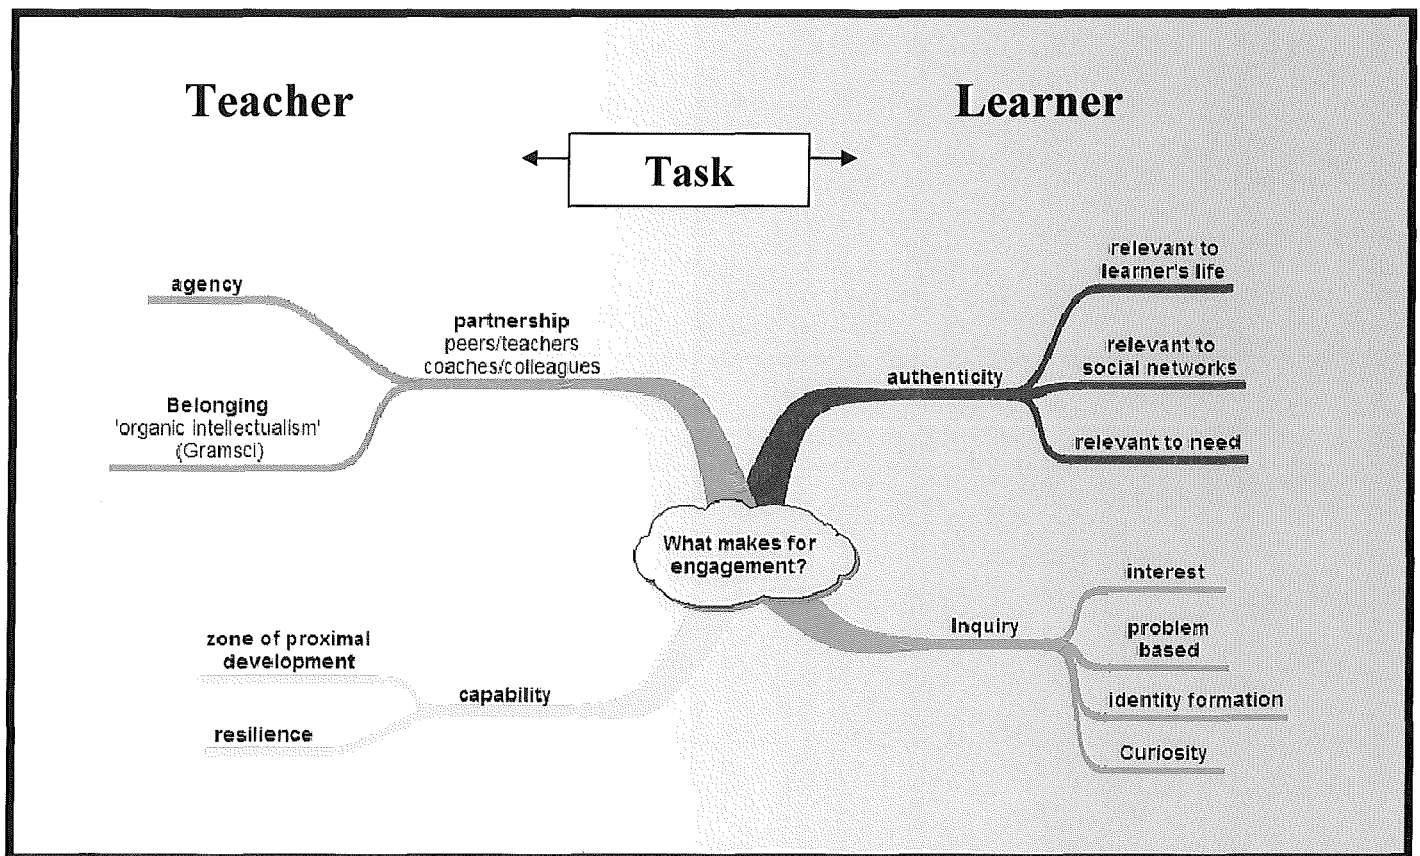 Teacher
Learner
Task
agency
partnership
peers/teachers
coaches/colleagues
Belonging
'organic intellectualism'
(Gramsci)
relevant to
learner's life
relevant to
social networks
authenticity
relevant to need
What makes for
engagement?
zone of proximal
development
capability
resilience
interest
Inquiry
problem
based
identity formation
Curiosity